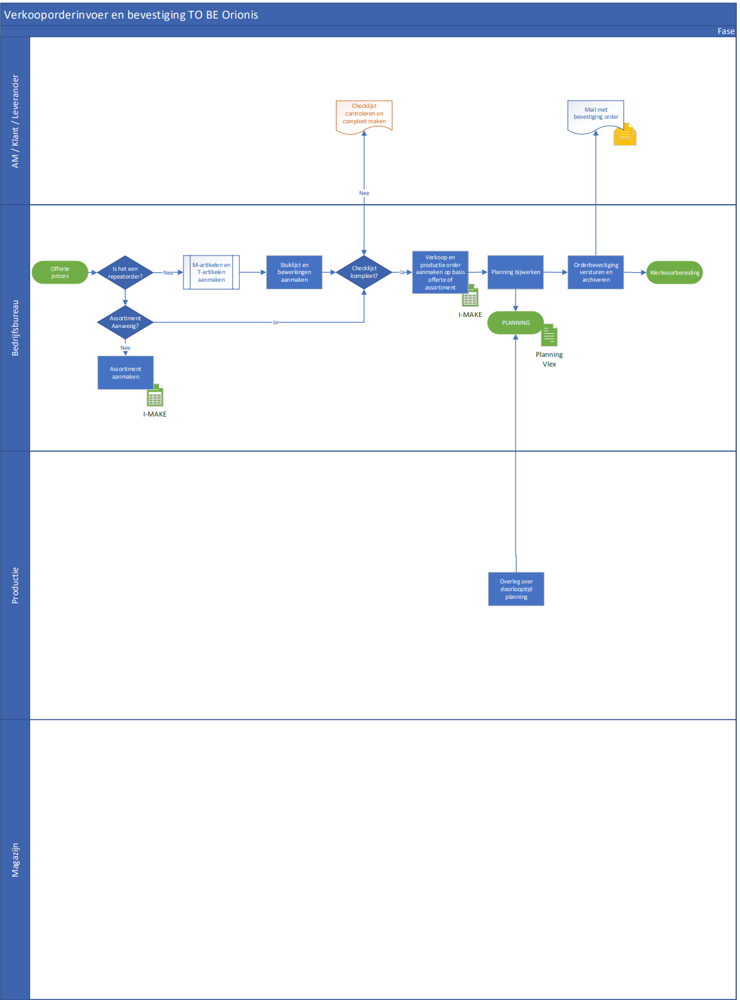 Verkooporderinvoer en bevestiging TO BE Orionis
Fase
AM / Klant / Leverancier
Checklijst
controleren en
compleet maken
Mail met
bevestiging order
Nee
Bedrijfsbureau
Offerte
proces
Is het een
repeatorder?
Nee
M-artikelen en
T-artikelen
aanmaken
Stuklijst en
bewerkingen
aanmaken
Checklijst
kompleet?
Ja
Verkoop en
productie order
aanmaken op basis
offerte of
assortiment
I-MAKE
Planning bijwerken
Orderbevestiging
versturen en
archiveren
Werkvoorbereiding
Assortiment
Aanwezig?
Ja
PLANNING
Planning
Vlex
Nee
Assortiment
aanmaken
I-MAKE
Productie
Overleg over
doorlooptijd
planning
Magazijn